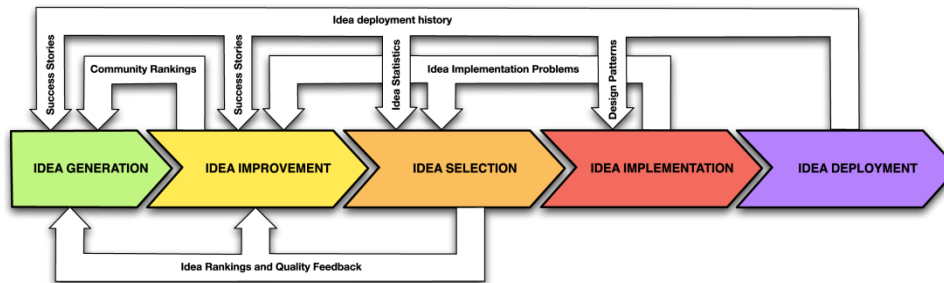 Idea deployment history
Success Stories
Community Rankings
Success Stories
Idea Statistics
Idea Implementation Problems
Design Patterns
IDEA GENERATION
IDEA IMPROVEMENT
IDEA SELECTION
IDEA IMPLEMENTATION
IDEA DEPLOYMENT
Idea Rankings and Quality Feedback